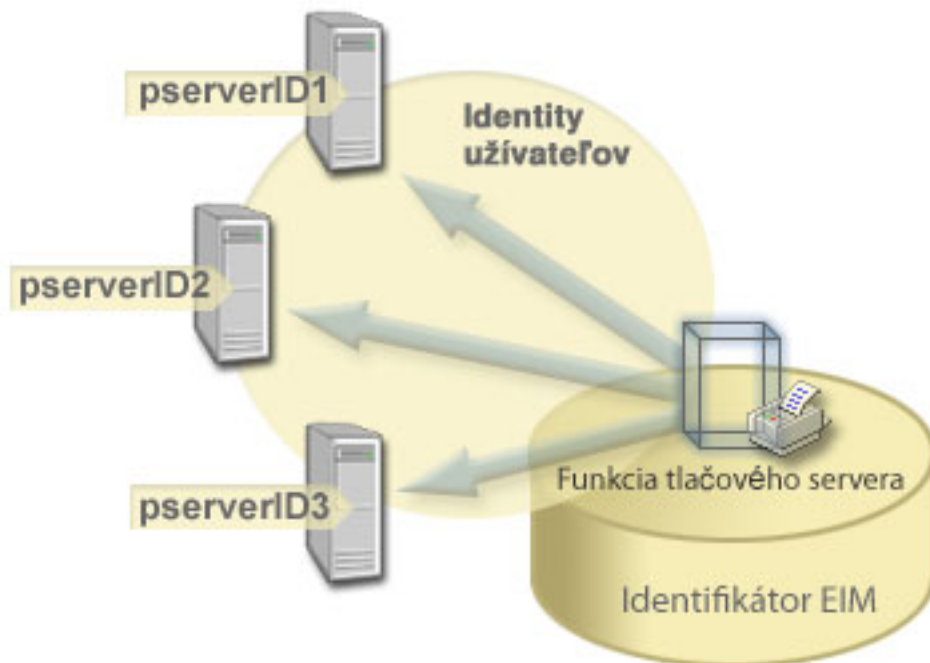 pserverID1
Identity
užívateľov
pserverID2
pserverID3
Funkcia tlačového servera
Identifikátor EIM